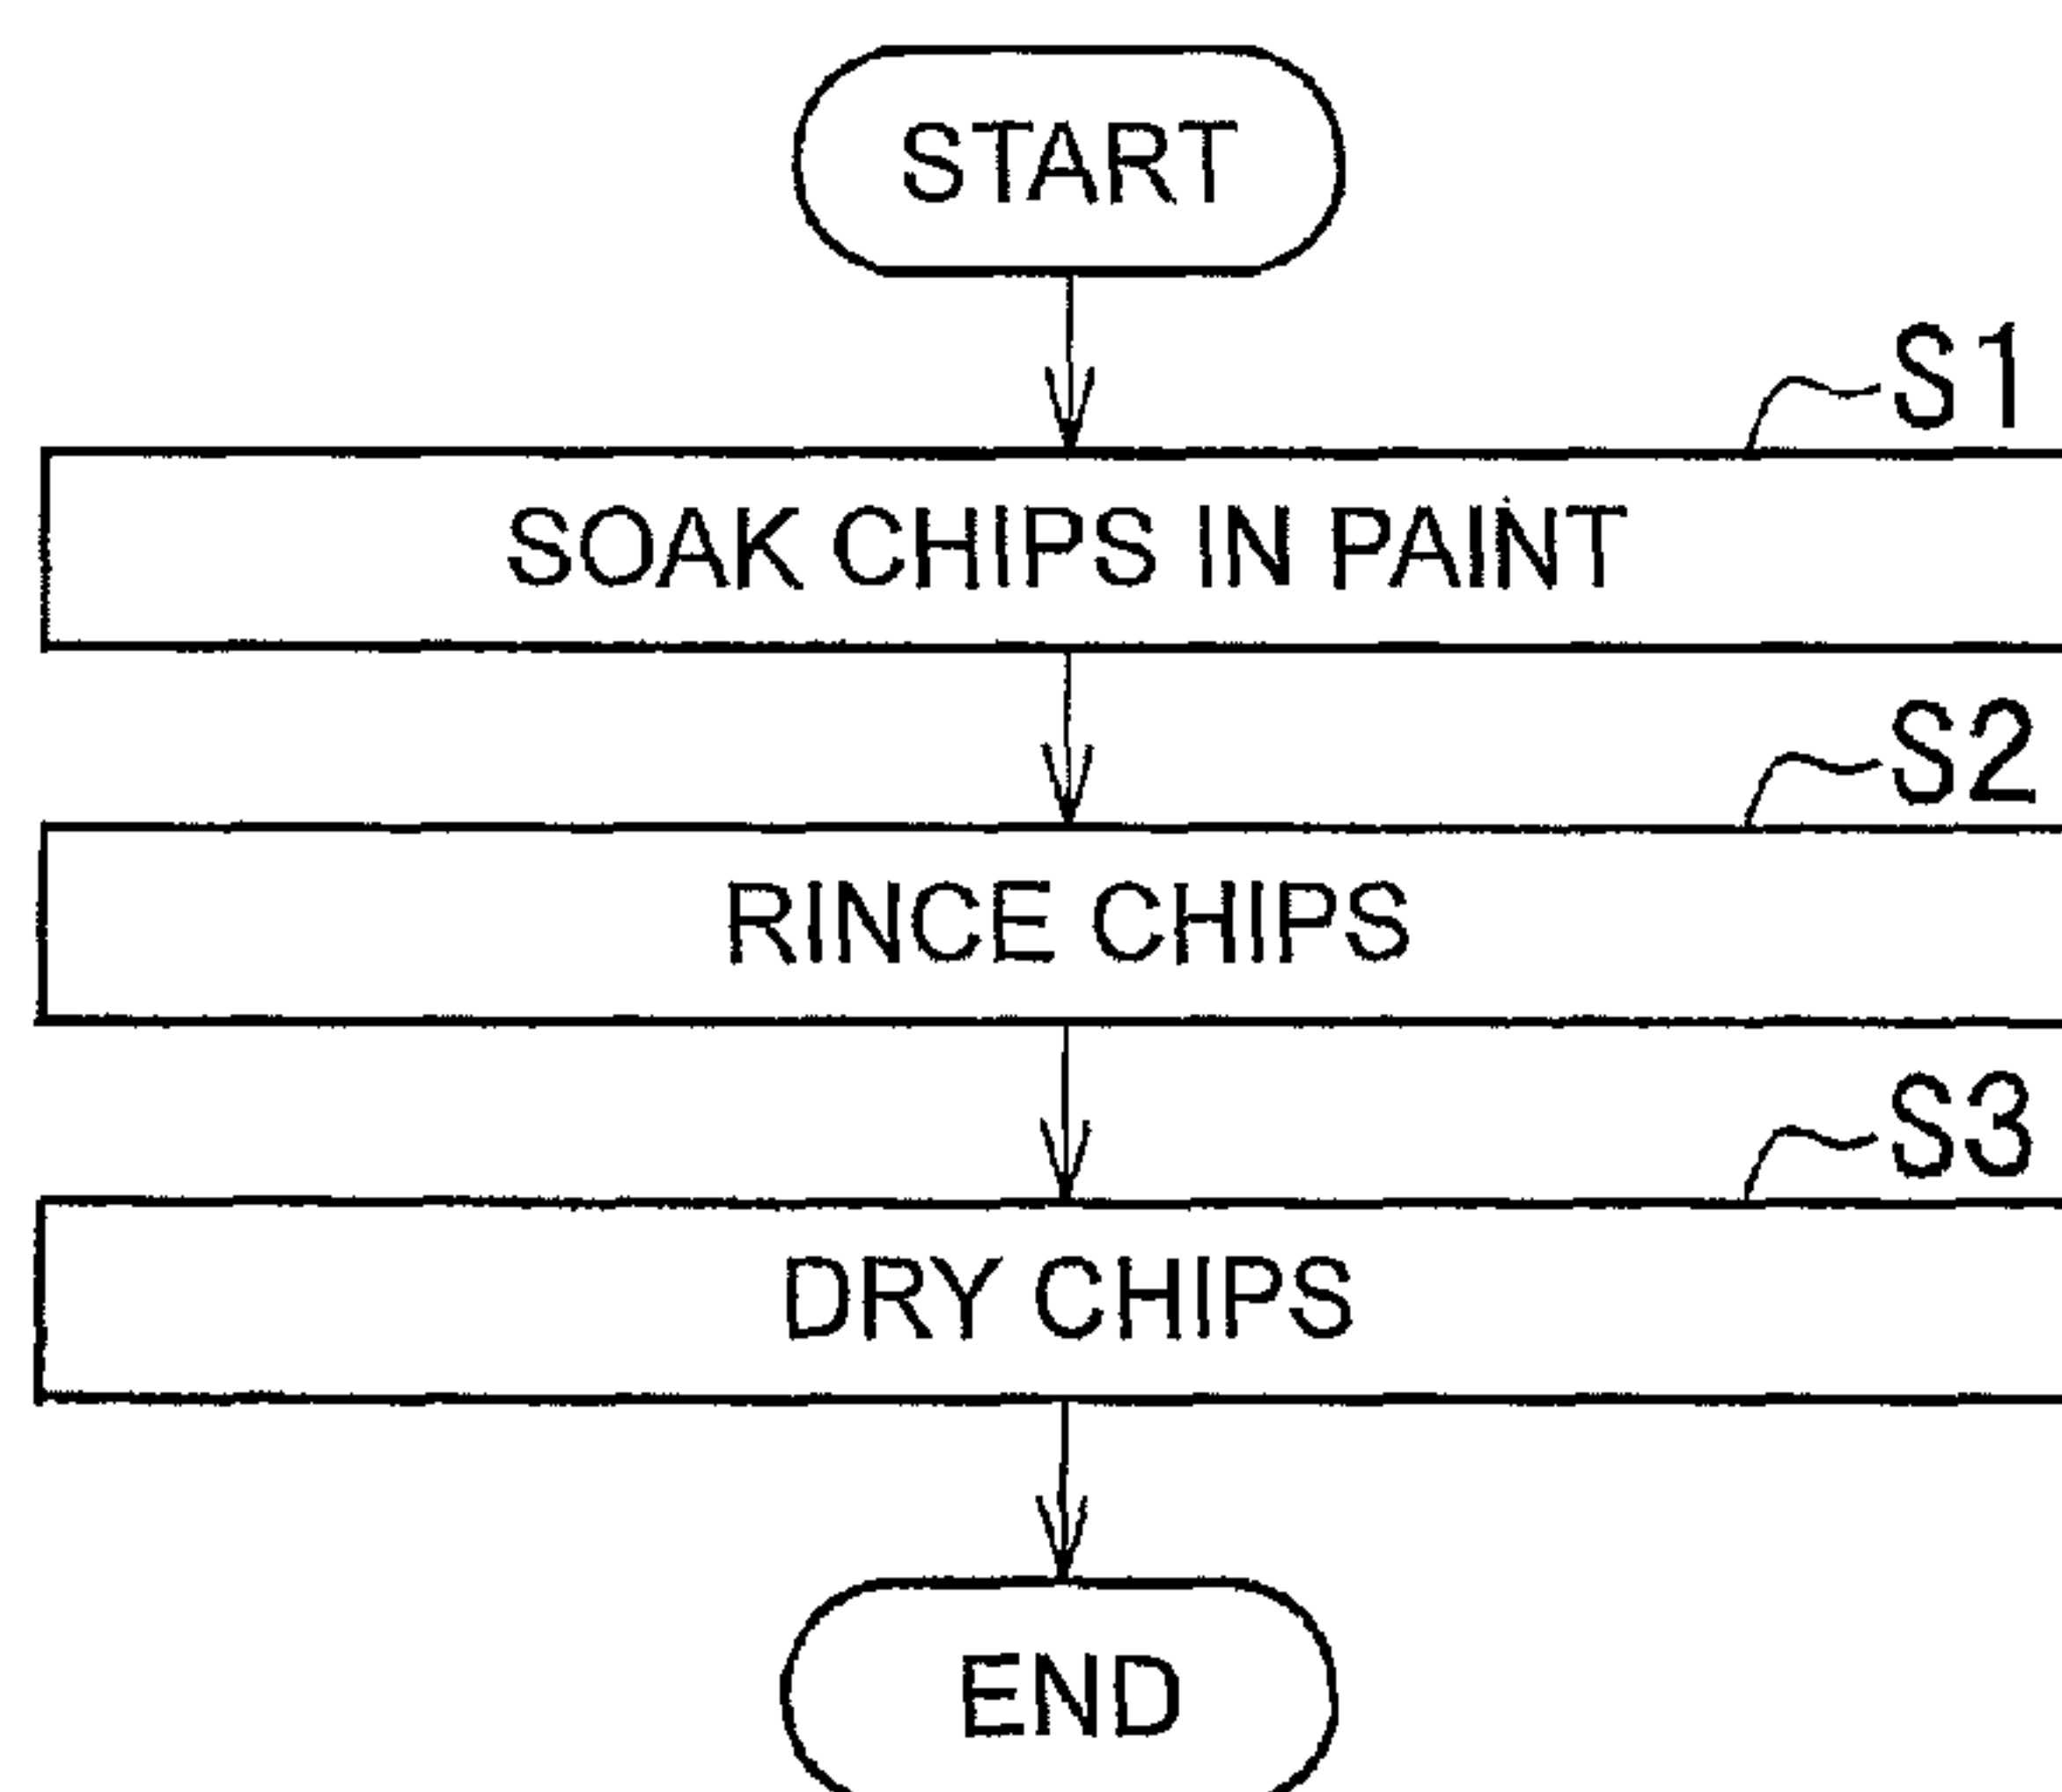 START
S1
SOAK CHIPS IN PAINT
S2
RINCE CHIPS
S3
DRY CHIPS
END